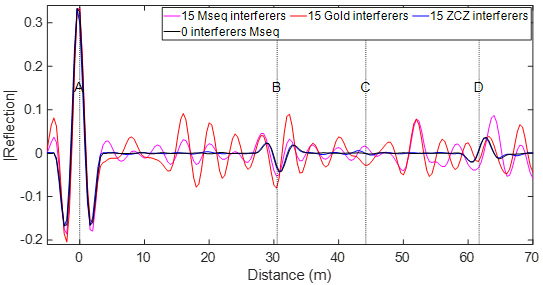 15 Mseq interferers 15 Gold interferers 15 ZCZ interferers
0 interferers Mseq
|Reflection|
0.3
0.2
0.1
0
-0.1
-0.2
A B C D
0 10 20 30 40 50 60 70
Distance (m)